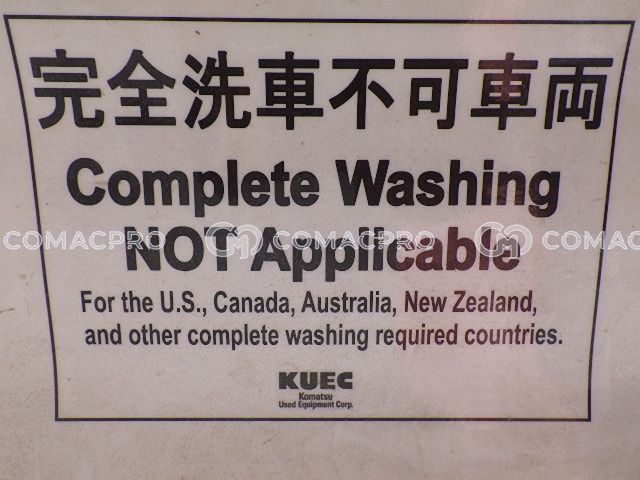 完全洗車不可車両
Complete Washing
NOT Applicable
COMACPRO COMACPRO COMACPRO
For the U.S., Canada, Australia, New Zealand,
and other complete washing required countries.
KUEC
Komatsu
Used Equipment Corp.